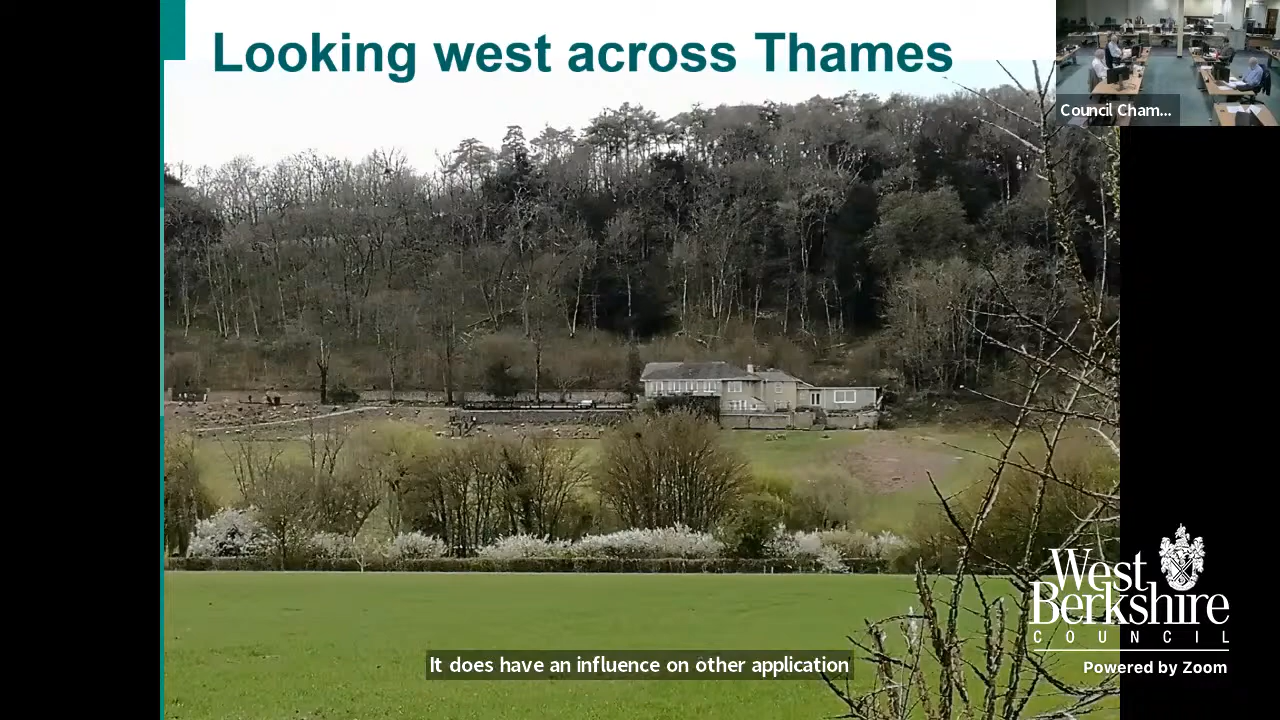 Looking west across Thames
Council Cham...
West
Berkshire
COUNCIL
Powered by Zoom
It does have an influence on other application